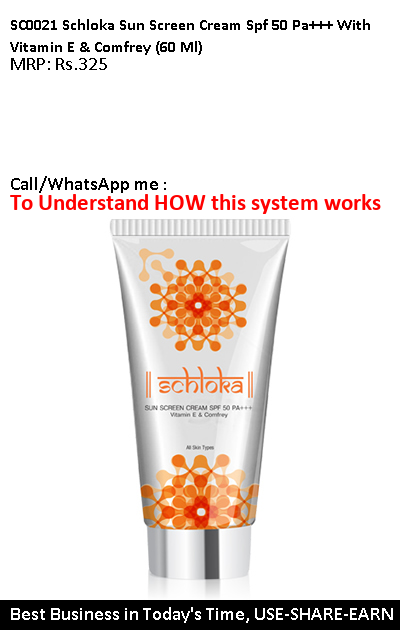 SC0021 Schloka Sun Screen Cream Spf 50 Pa+++ With
Vitamin E & Comfrey (60 Ml)
MRP: Rs.325
Call/WhatsApp me :
To Understand HOW this system works
|| schloka ||
SUN SCREEN CREAM SPF 50 PA+++
Vitamin E & Comfrey
All Skin Types
Best Business in Today's Time, USE-SHARE-EARN